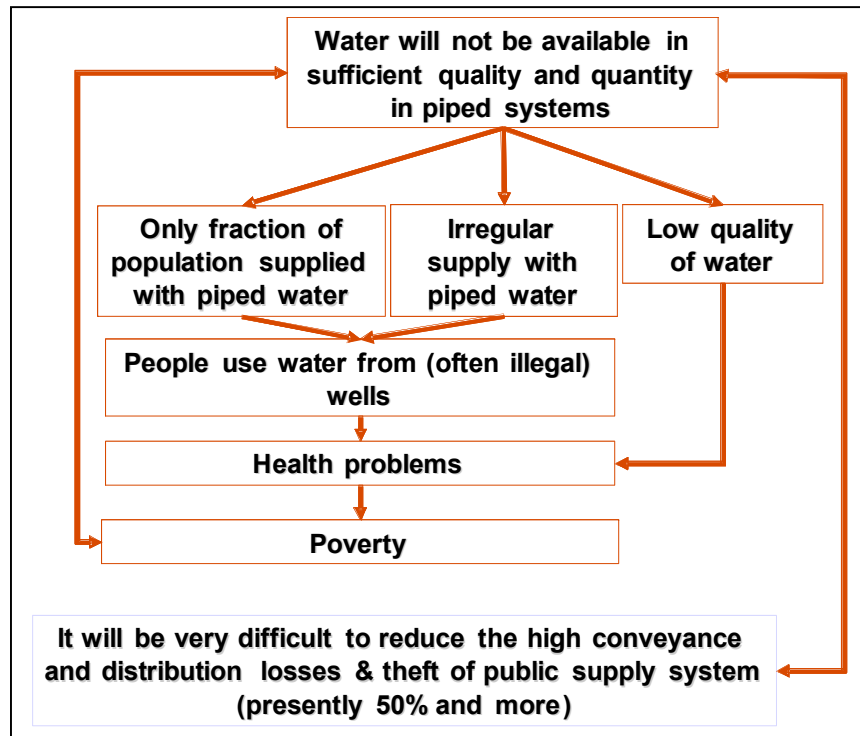 Water will not be available in
sufficient quality and quantity
in piped systems
Only fraction of
population supplied
with piped water
Irregular
supply with
piped water
Low quality
of water
People use water from (often illegal)
wells
Health problems
Poverty
It will be very difficult to reduce the high conveyance
and distribution losses & theft of public supply system
(presently 50% and more)